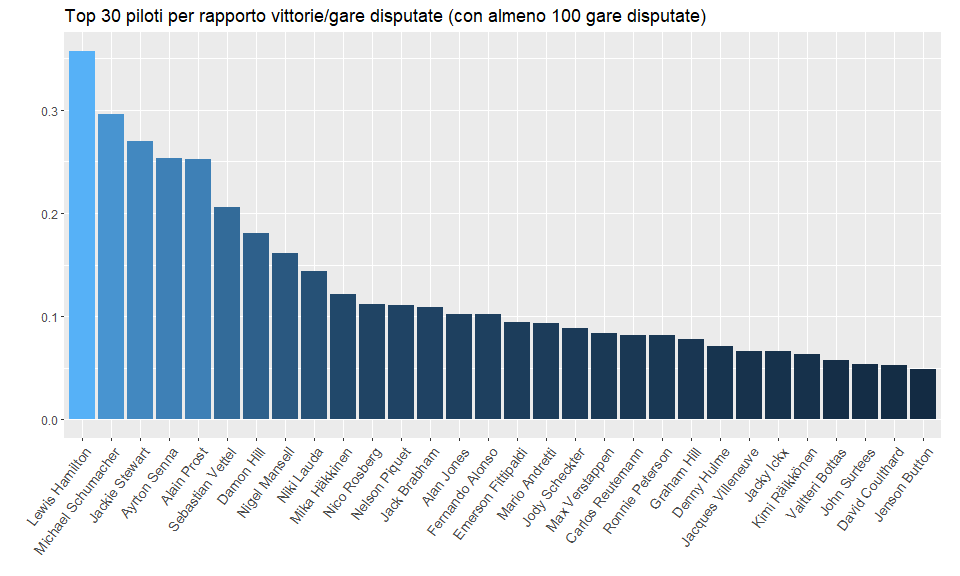 Top 30 piloti per rapporto vittorie/gare disputate (con almeno 100 gare disputate)
0.3
0.2
0.1
0.0
Lewis Hamilton
Michael Schumacher
Jackie Stewart
Ayrton Senna
Alain Prost
Sebastian Vettel
Damon Hill
Nigel Mansell
Niki Lauda
Mika Häkkinen
Nico Rosberg
Nelson Piquet
Jack Brabham
Alan Jones
Fernando Alonso
Emerson Fittipaldi
Mario Andretti
Jody Scheckter
Max Verstappen
Carlos Reutemann
Ronnie Peterson
Graham Hill
Denny Hulme
Jacques Villeneuve
Jacky Ickx
Kimi Räikkönen
Valtteri Bottas
John Surtees
David Coulthard
Jenson Button